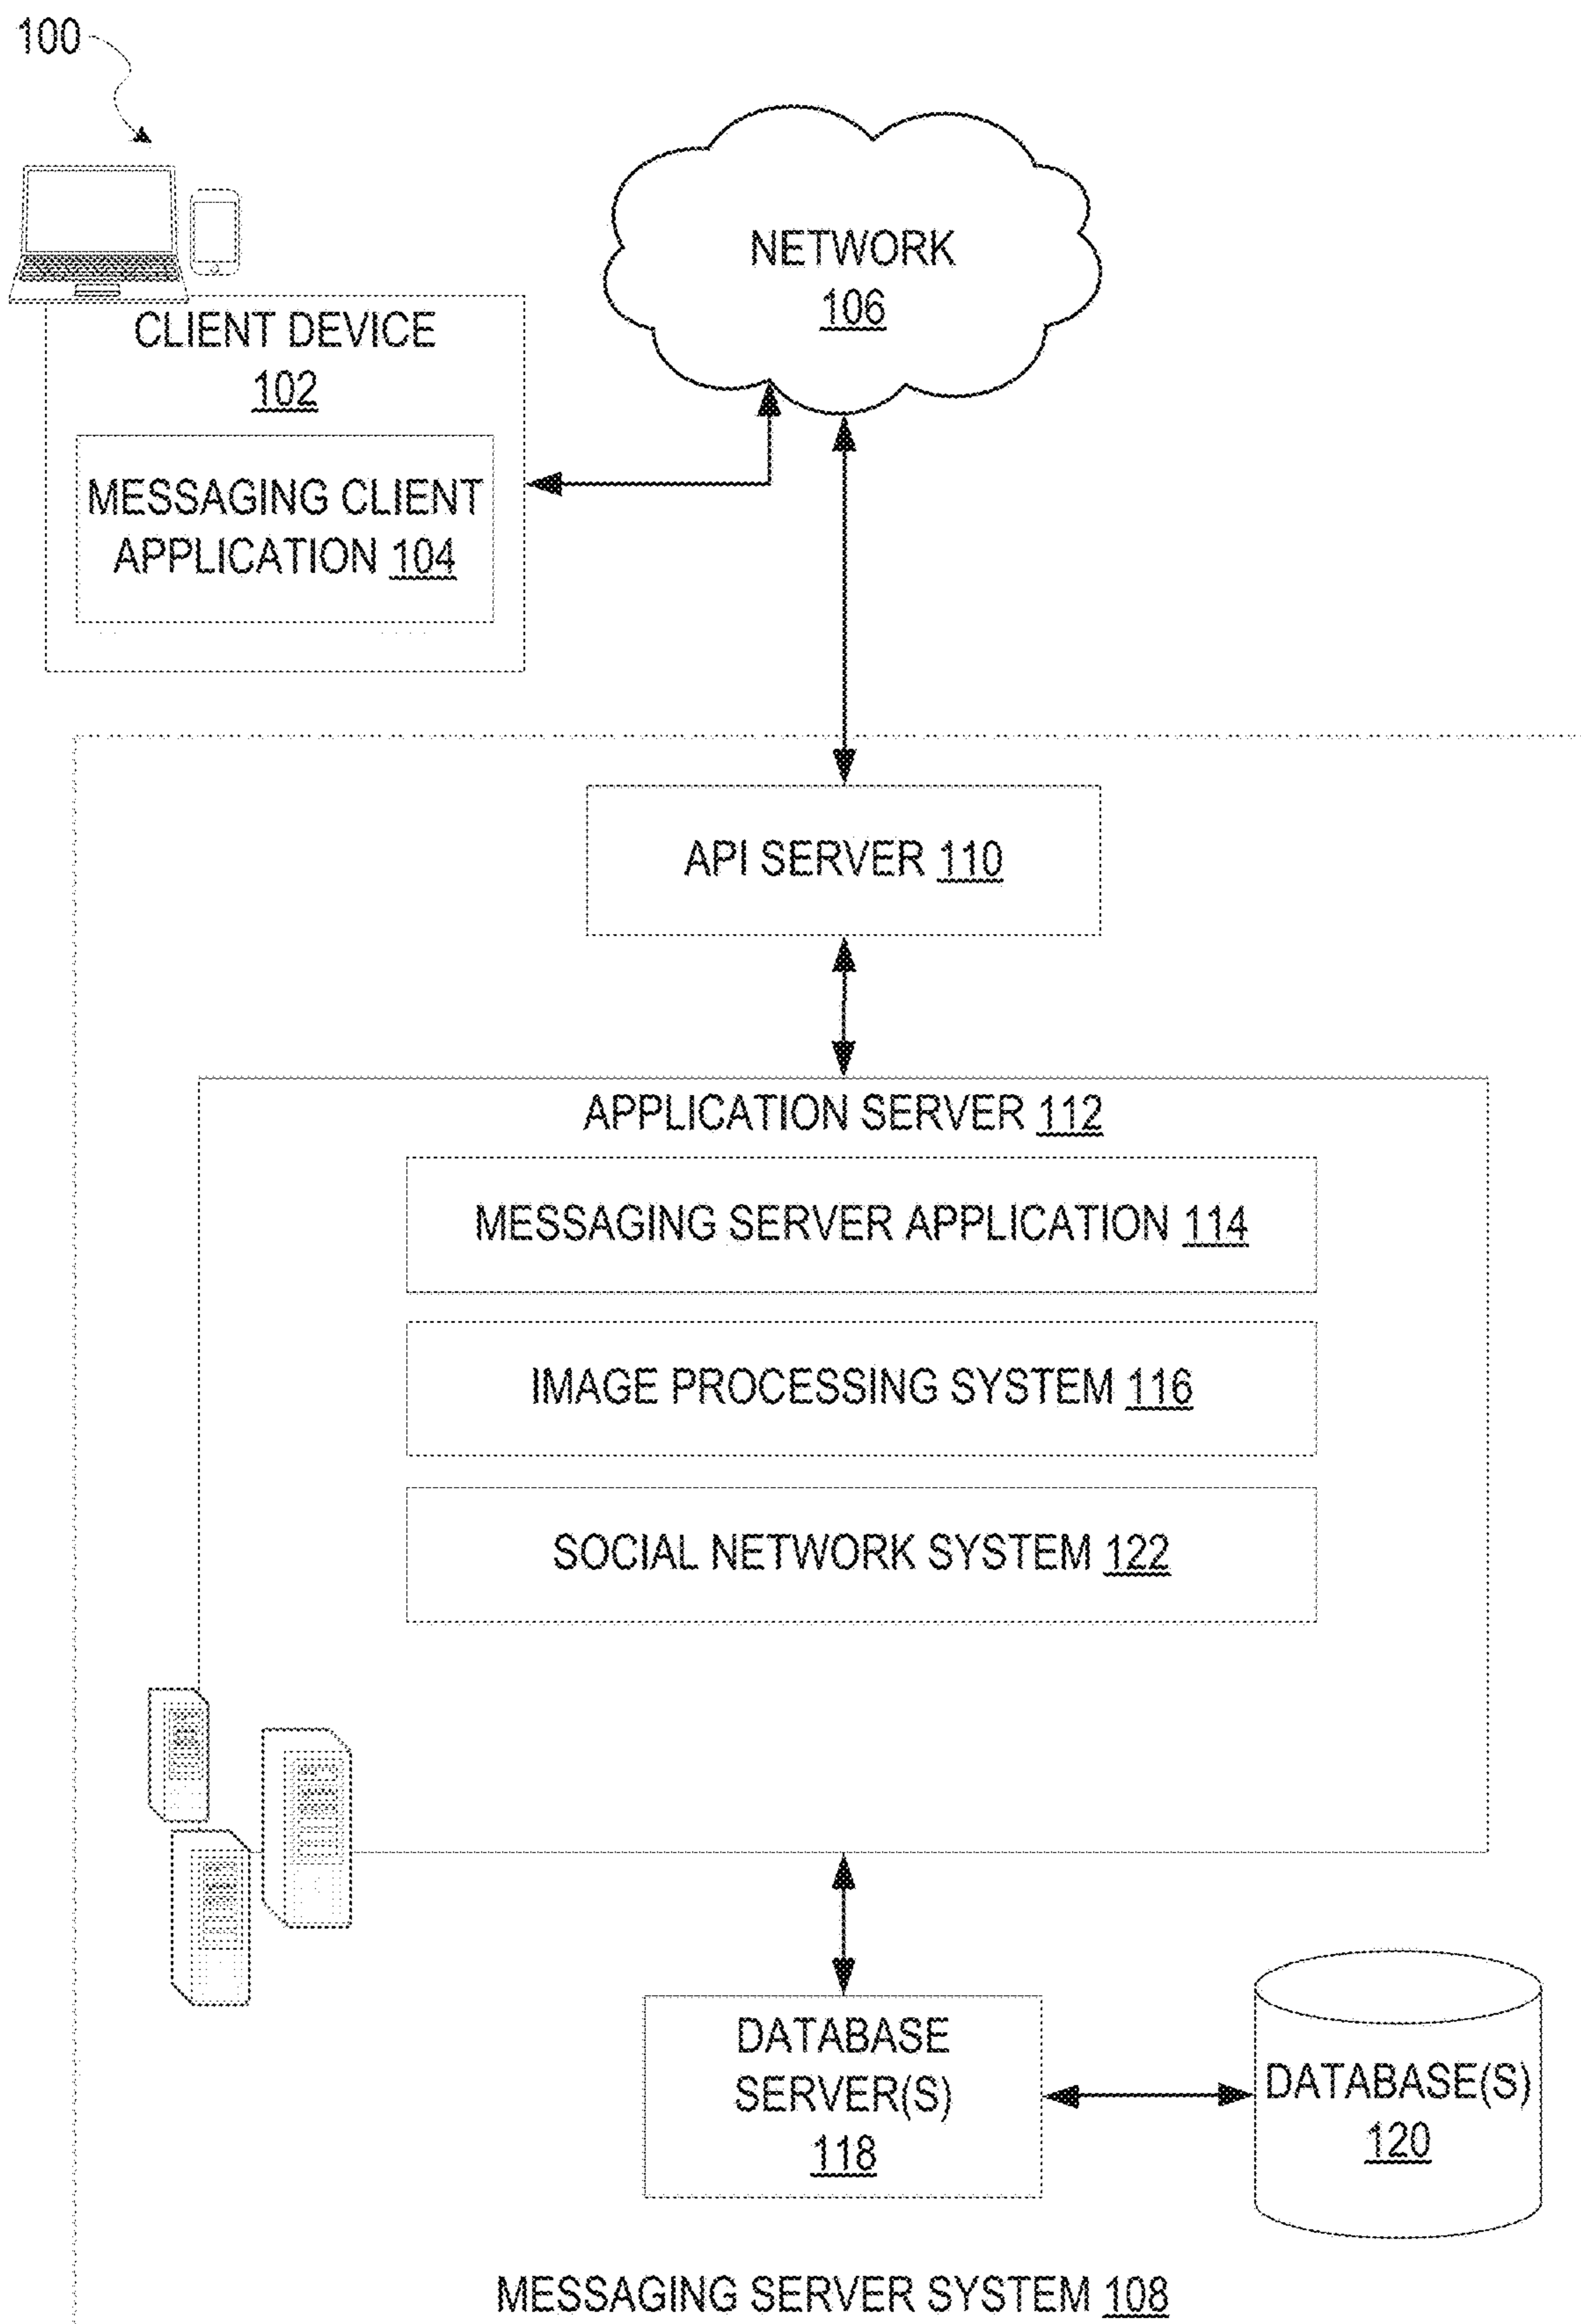 100
NETWORK
106
CLIENT DEVICE
102
MESSAGING CLIENT
APPLICATION 104
API SERVER 110
APPLICATION SERVER 112
MESSAGING SERVER APPLICATION 114
IMAGE PROCESSING SYSTEM 116
SOCIAL NETWORK SYSTEM 122
DATABASE
SERVER(S)
118
DATABASE(S)
120
MESSAGING SERVER SYSTEM 108